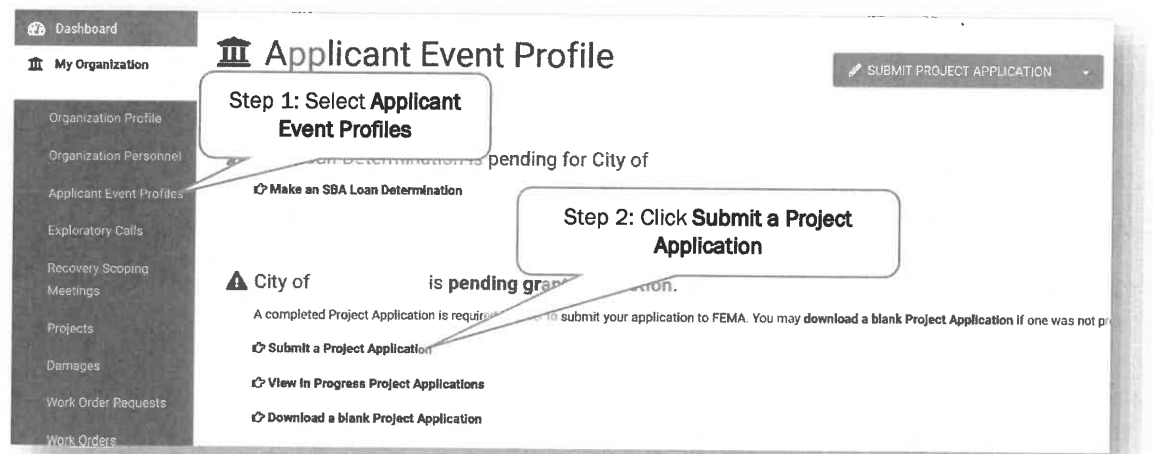 Dashboard
My Organization
Organization Profile
Organization Personnel
Applicant Event Profiles
Exploratory Calls
Recovery Scoping
Meetings
Projects
Damages
Work Order Requests
Work Orders
Applicant Event Profile
SUBMIT PROJECT APPLICATION
Step 1: Select Applicant
Event Profiles
pending for City of
Make an SBA Loan Determination
Step 2: Click Submit a Project
Application
City of is pending
A completed Project Application is submit your application to FEMA. You may download a blank Project Application if one was not
Submit a Project Application
View in Progress Project Applications
Download a blank Project Application